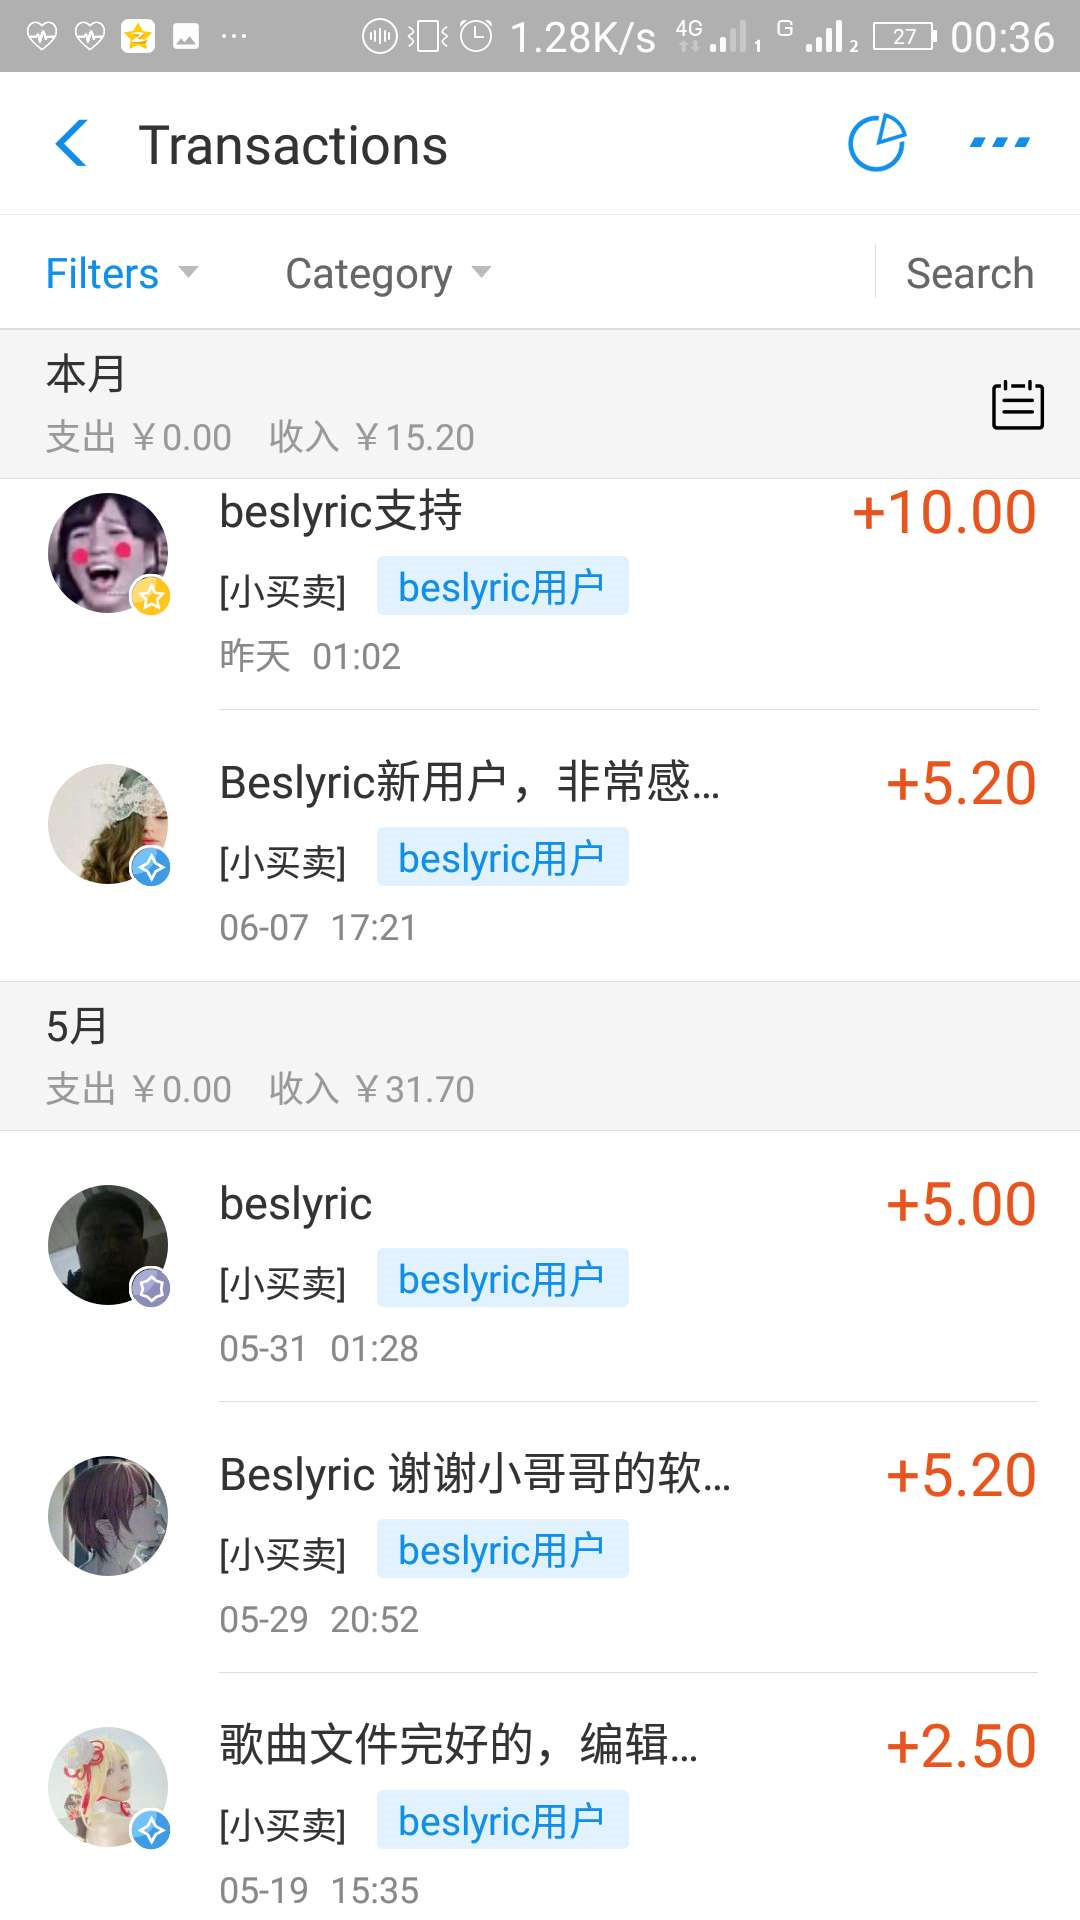 1.28K/s 4G 1 G 2 27 00:36
Transactions
Filters Category Search
本月
支出 ￥0.00 收入 ￥15.20
beslyric支持 +10.00
[小买卖] beslyric用户
昨天 01:02
Beslyric新用户，非常感... +5.20
[小买卖] beslyric用户
06-07 17:21
5月
支出 ￥0.00 收入 ￥31.70
beslyric +5.00
[小买卖] beslyric用户
05-31 01:28
Beslyric 谢谢小哥哥的软... +5.20
[小买卖] beslyric用户
05-29 20:52
歌曲文件完好的，编辑... +2.50
[小买卖] beslyric用户
05-19 15:35